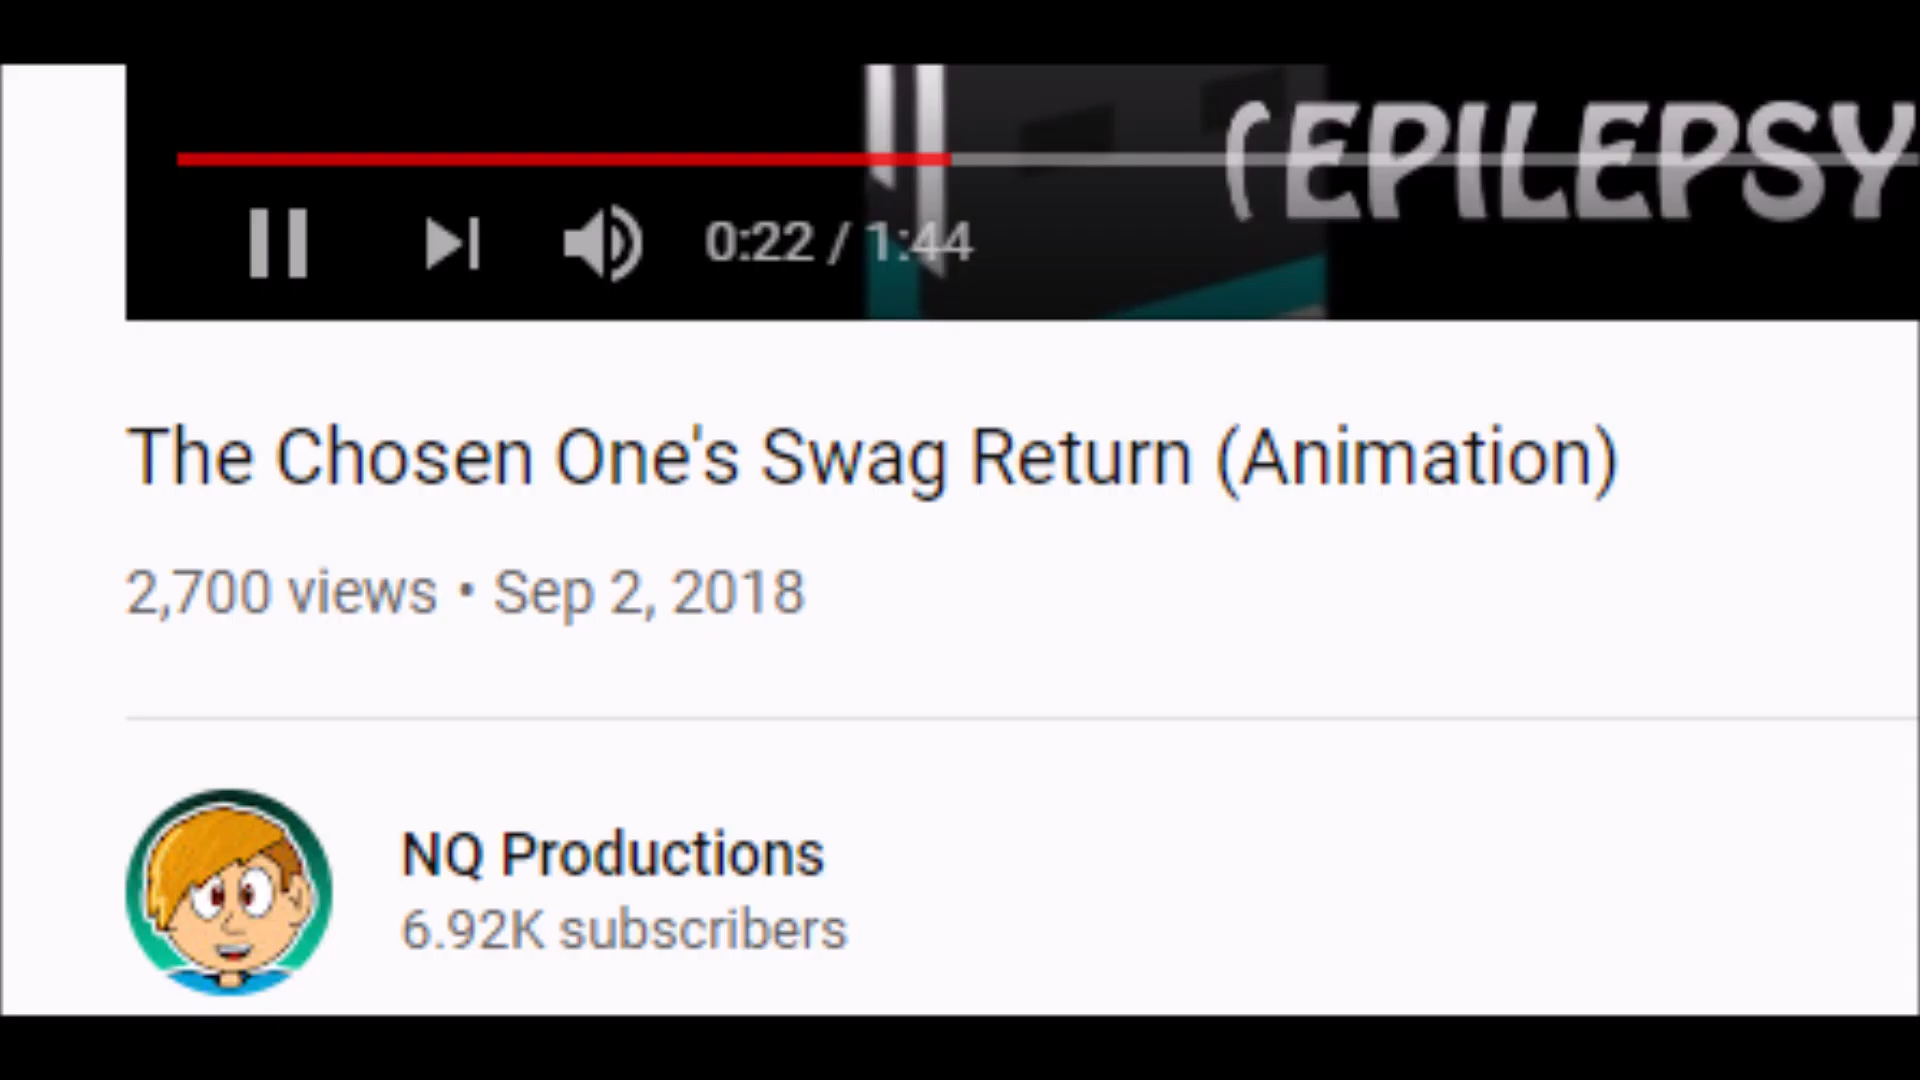 (EPILEPSY
0:22 / 1:44
The Chosen One's Swag Return (Animation)
2,700 views • Sep 2, 2018
NQ Productions
6.92K subscribers